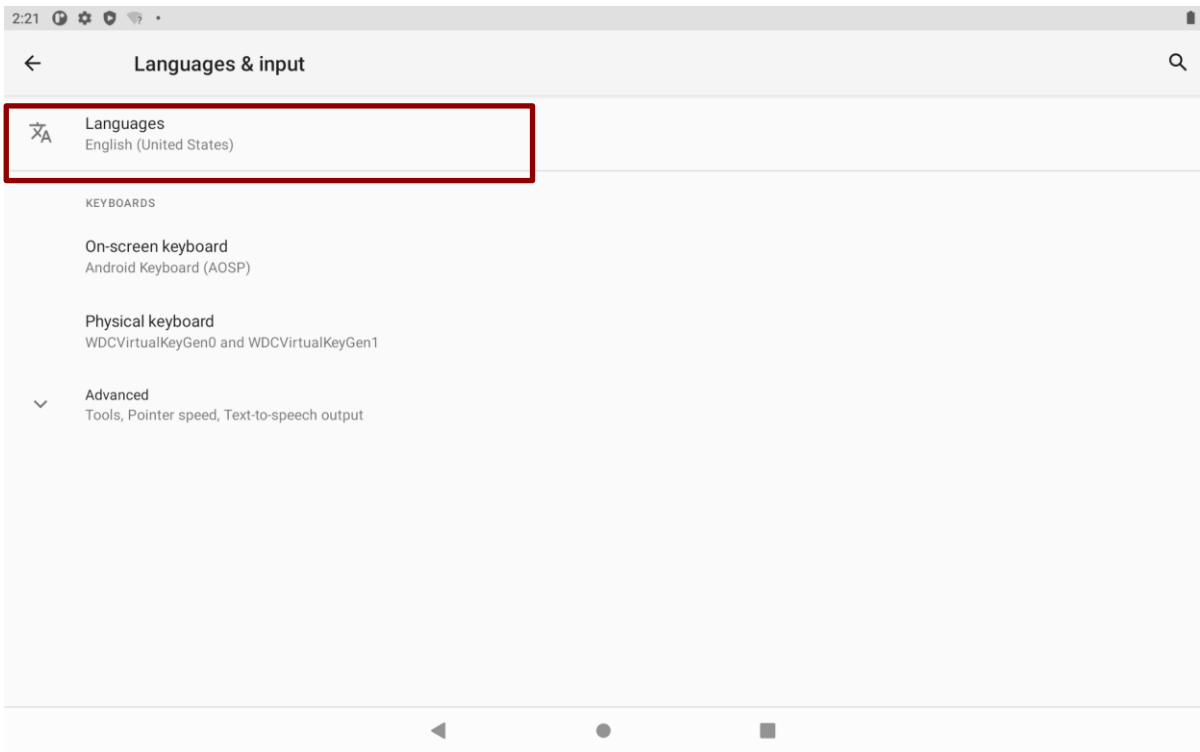 2:21
Languages & input
Languages
English (United States)
KEYBOARDS
On-screen keyboard
Android Keyboard (AOSP)
Physical keyboard
WDCVirtualKeyGen0 and WDCVirtualKeyGen1
Advanced
Tools, Pointer speed, Text-to-speech output